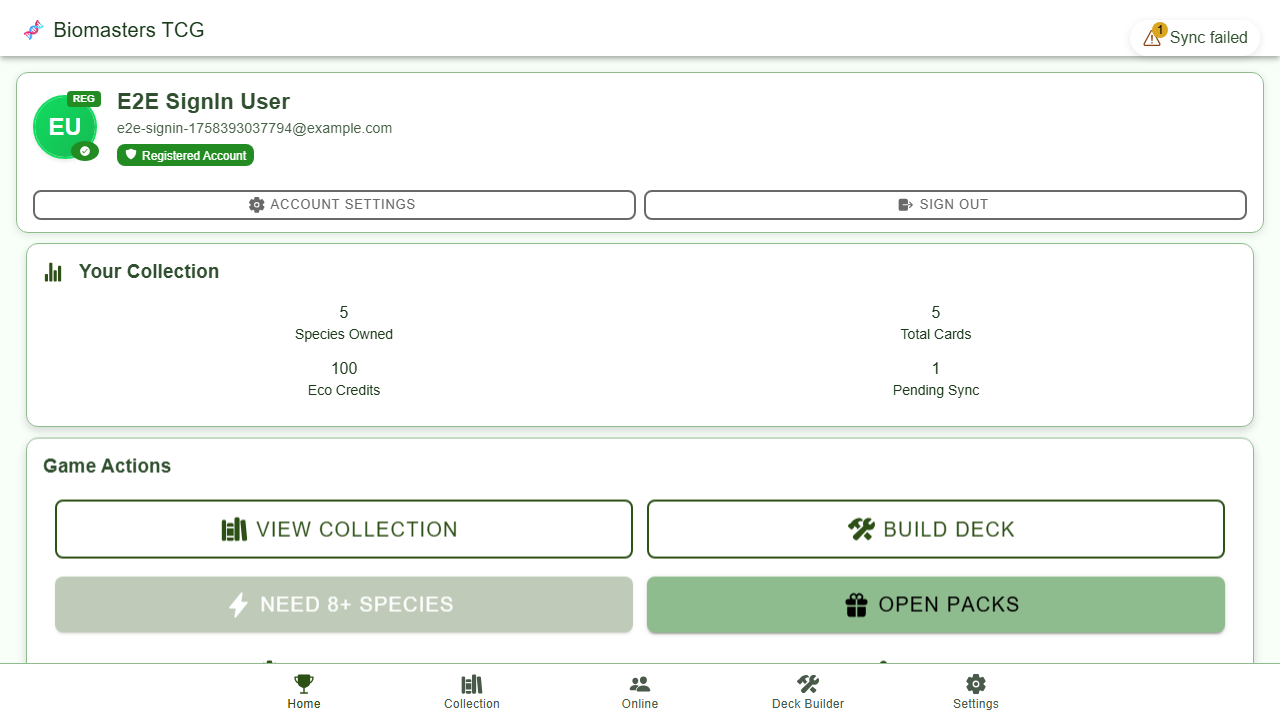 Biomasters TCG
1
Sync failed
REG
EU
E2E SignIn User
e2e-signin-1758393037794@example.com
Registered Account
ACCOUNT SETTINGS
SIGN OUT
Your Collection
5
Species Owned
5
Total Cards
100
Eco Credits
1
Pending Sync
Game Actions
VIEW COLLECTION
BUILD DECK
NEED 8+ SPECIES
OPEN PACKS
Home
Collection
Online
Deck Builder
Settings